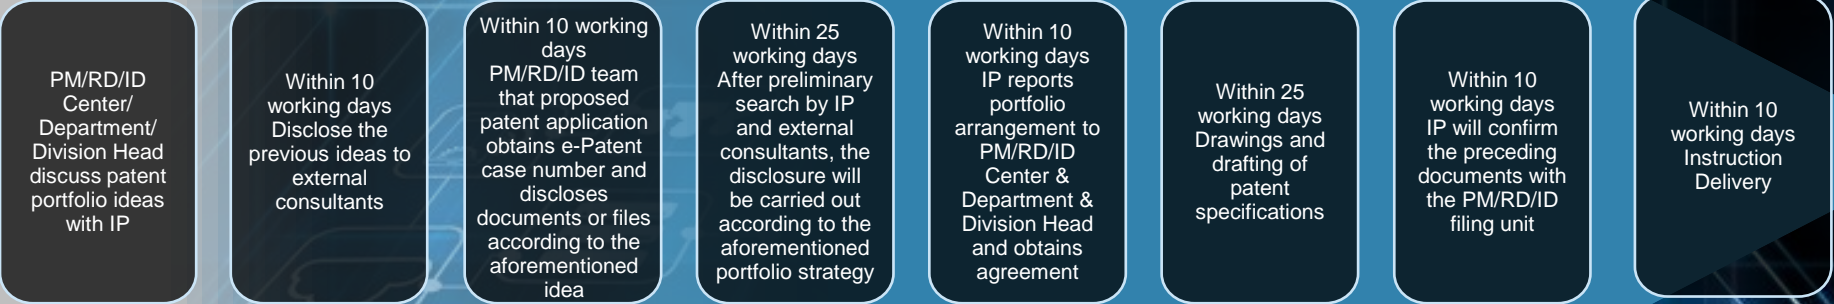 PM/RD/ID
Center/
Department/
Division Head
discuss patent
portfolio ideas
with IP
Within 10
working days
Disclose the
previous ideas to
external
consultants
Within 10 working
days
PM/RD/ID team
that proposed
patent application
obtains e-Patent
case number and
discloses
documents or files
according to the
aforementioned
idea
Within 25
working days
After preliminary
search by IP
and external
consultants, the
disclosure will
be carried out
according to the
aforementioned
portfolio strategy
Within 10
working days
IP reports
portfolio
arrangement to
PM/RD/ID
Center &
Department &
Division Head
and obtains
agreement
Within 25
working days
Drawings and
drafting of
patent
specifications
Within 10
working days
IP will confirm
the preceding
documents with
the PM/RD/ID
filing unit
Within 10
working days
Instruction
Delivery